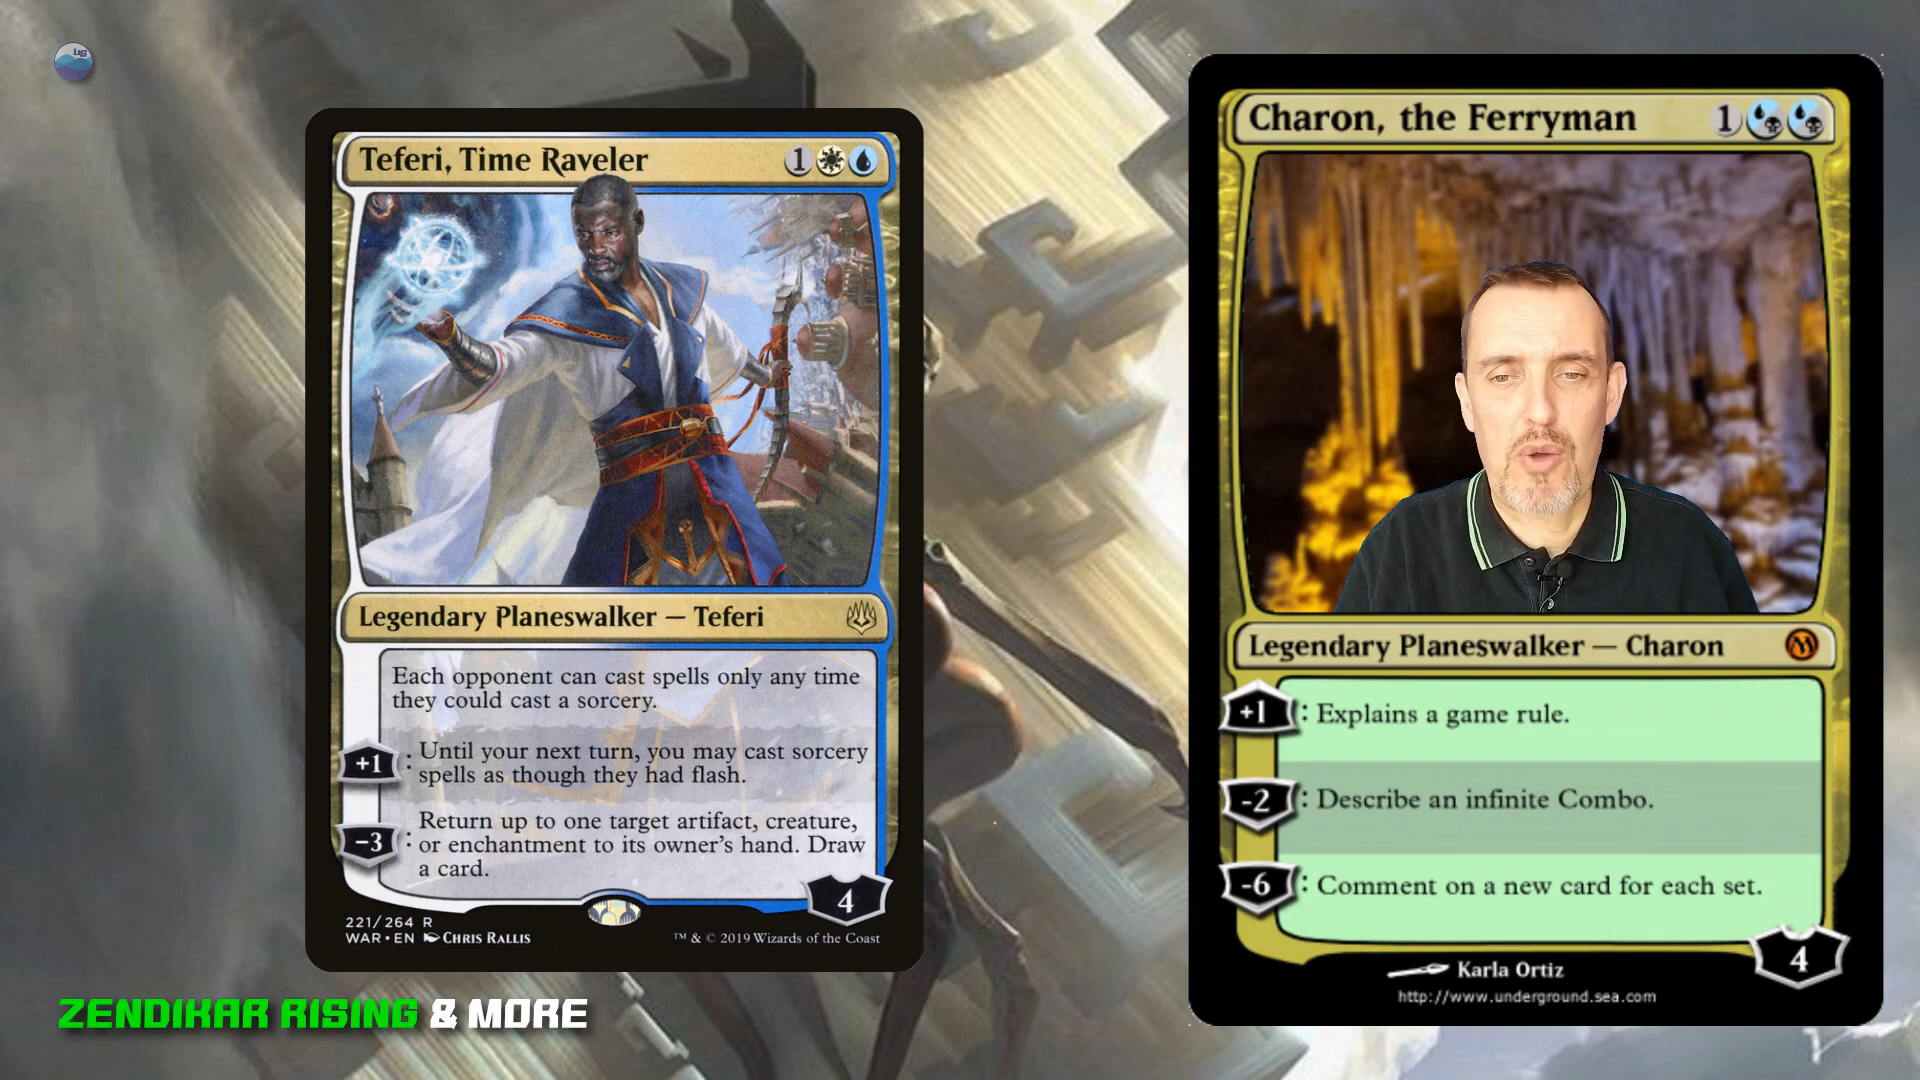 US
Teferi, Time Raveler 1
Legendary Planeswalker — Teferi
Each opponent can cast spells only any time
they could cast a sorcery.
+1 : Until your next turn, you may cast sorcery
spells as though they had flash.
−3 : Return up to one target artifact, creature,
or enchantment to its owner's hand. Draw
a card.
4
221/264 R
WAR • EN Chris Rallis
™ & © 2019 Wizards of the Coast
Charon, the Ferryman 1
Legendary Planeswalker — Charon
+1 : Explains a game rule.
-2 : Describe an infinite Combo.
-6 : Comment on a new card for each set.
4
Karla Ortiz
http://www.underground.sea.com
ZENDIKAR RISING & MORE